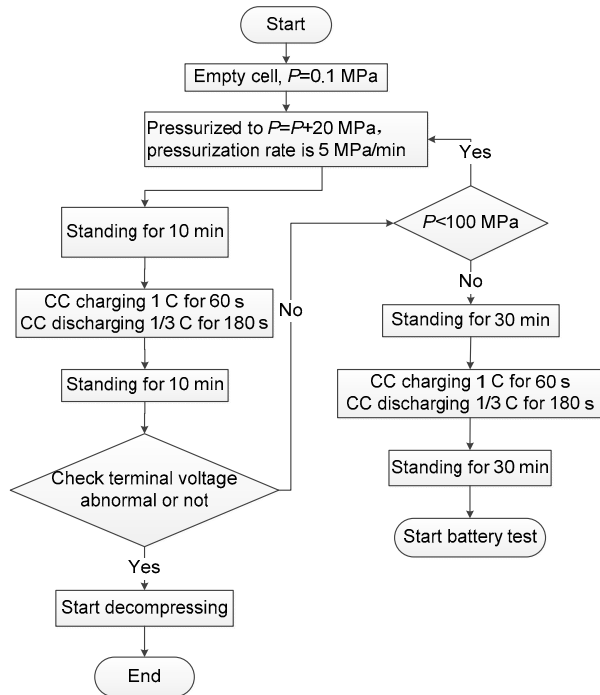 Start
Empty cell, P=0.1 MPa
Pressurized to P=P+20 MPa,
pressurization rate is 5 MPa/min
Standing for 10 min
CC charging 1 C for 60 s
CC discharging 1/3 C for 180 s
Standing for 10 min
Check terminal voltage
abnormal or not
Yes
Start decompressing
End
No
Yes
P<100 MPa
No
Standing for 30 min
CC charging 1 C for 60 s
CC discharging 1/3 C for 180 s
Standing for 30 min
Start battery test